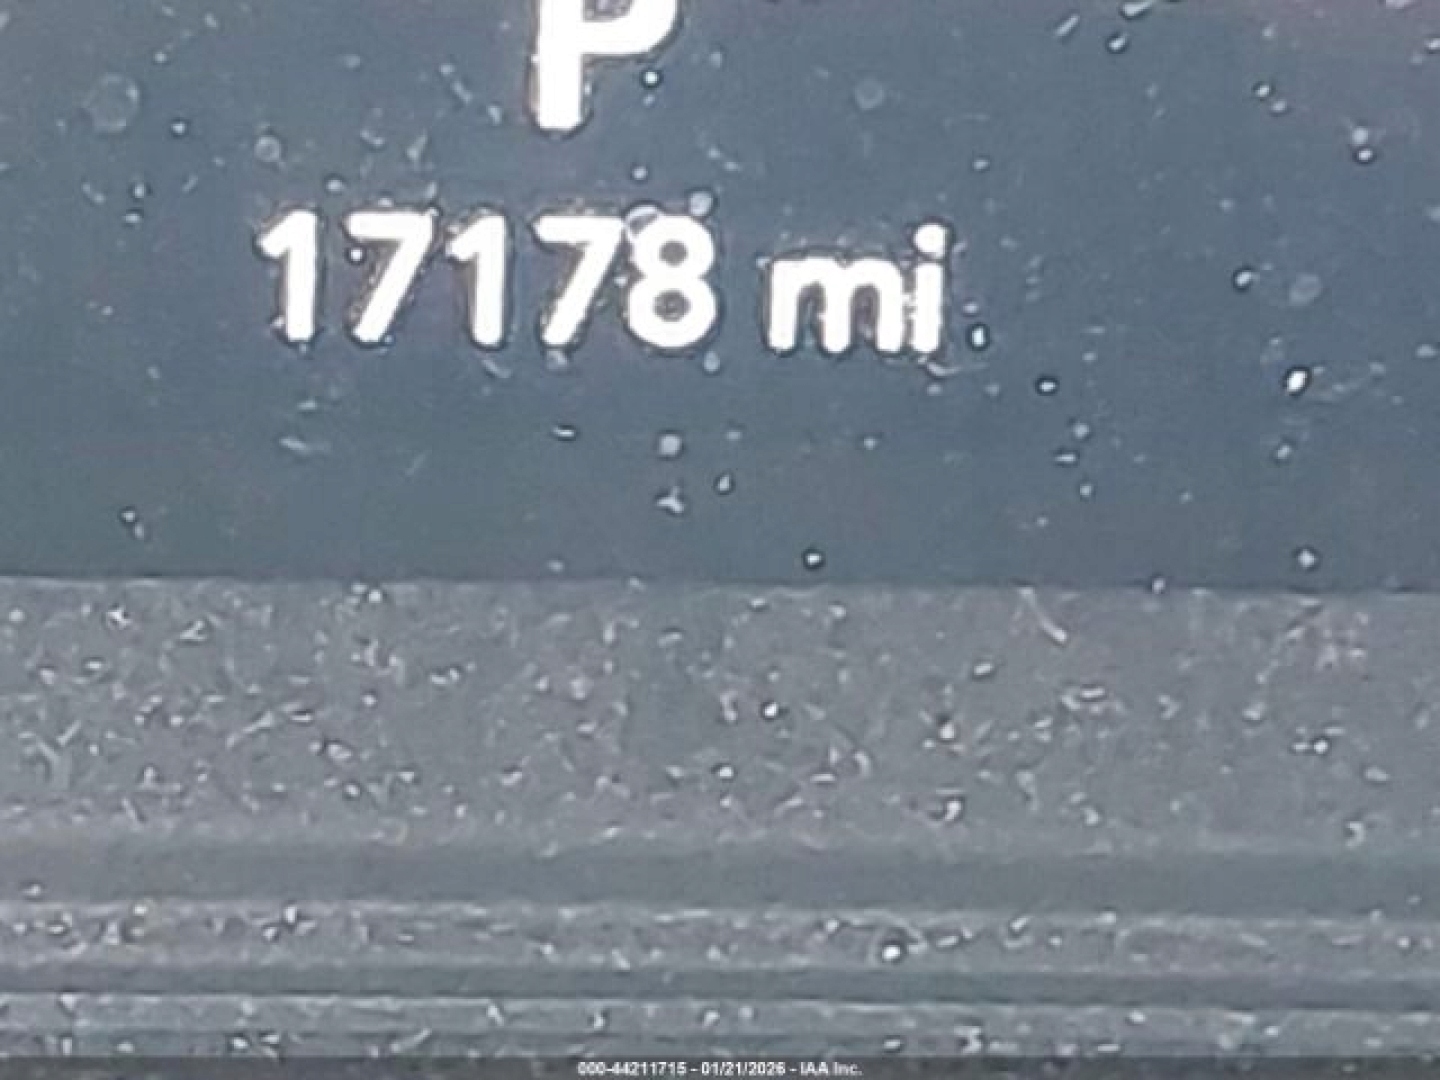 P
17178 mi
000-44211715 - 01/21/2026 - IAA Inc.